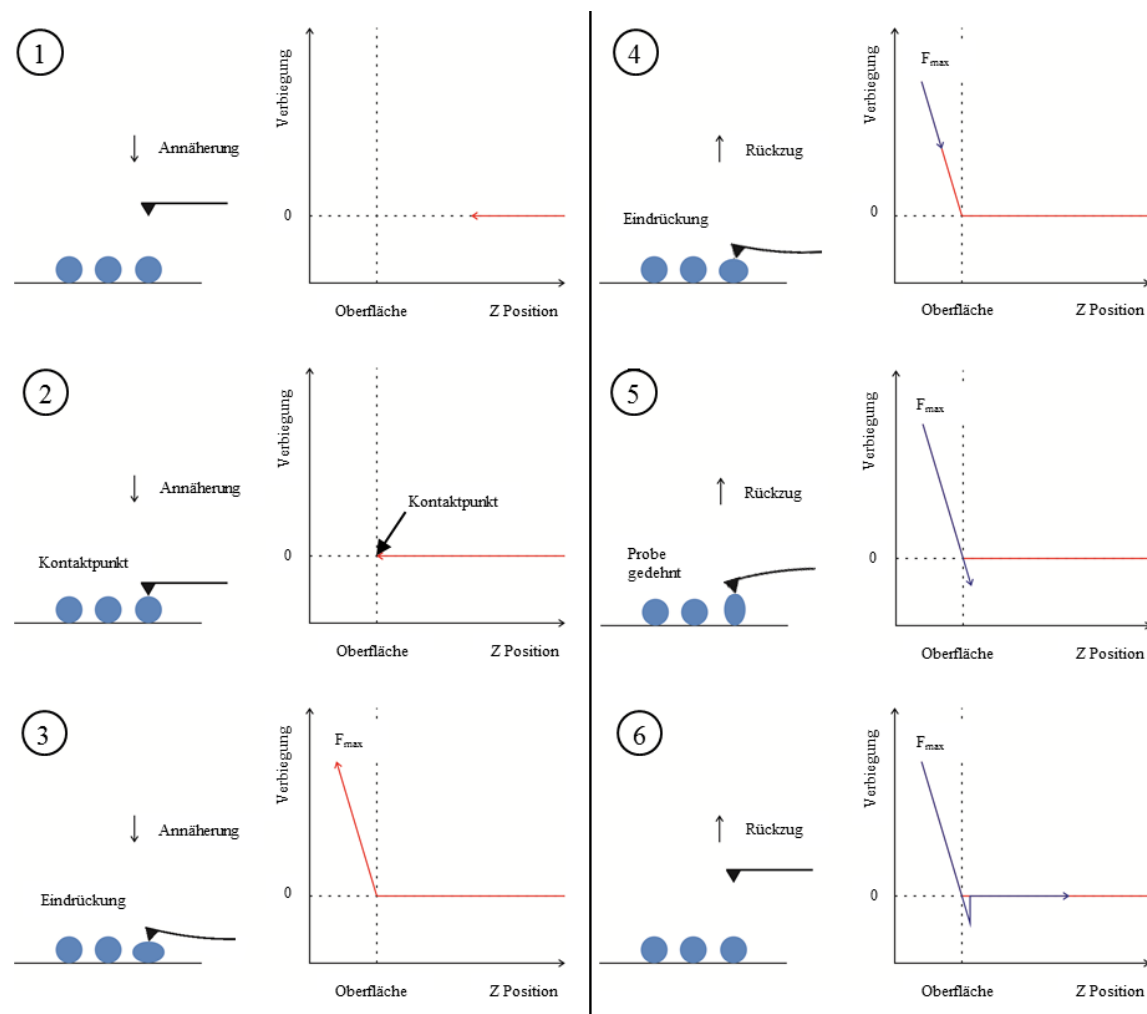 1
Verbiegung
Annäherung
0
Oberfläche
Z Position
2
Verbiegung
Annäherung
Kontaktpunkt
Kontaktpunkt
0
Oberfläche
Z Position
3
Verbiegung
Fmax
Annäherung
Eindrückung
0
Oberfläche
Z Position
4
Verbiegung
Fmax
Rückzug
Eindrückung
0
Oberfläche
Z Position
5
Verbiegung
Fmax
Rückzug
Probe
gedehnt
0
Oberfläche
Z Position
6
Verbiegung
Fmax
Rückzug
0
Oberfläche
Z Position